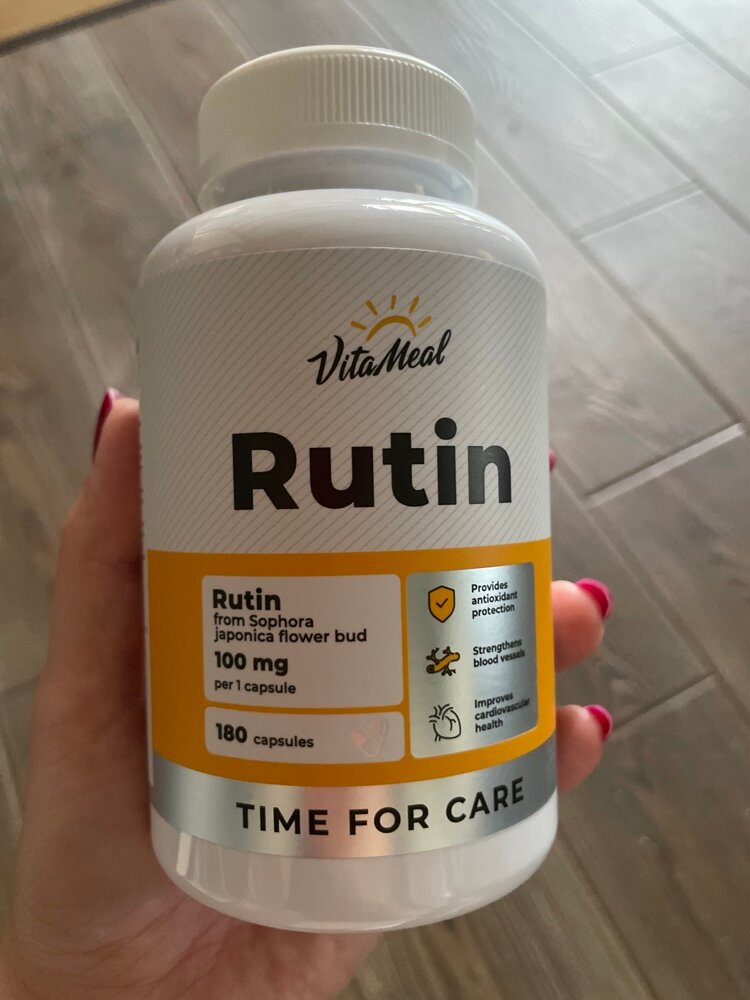 VitaMeal
Rutin
Rutin
from Sophora
japonica flower bud
100 mg
per 1 capsule
180 capsules
Provides
antioxidant
protection
Strengthens
blood vessels
Improves
cardiovascular
health
TIME FOR CARE